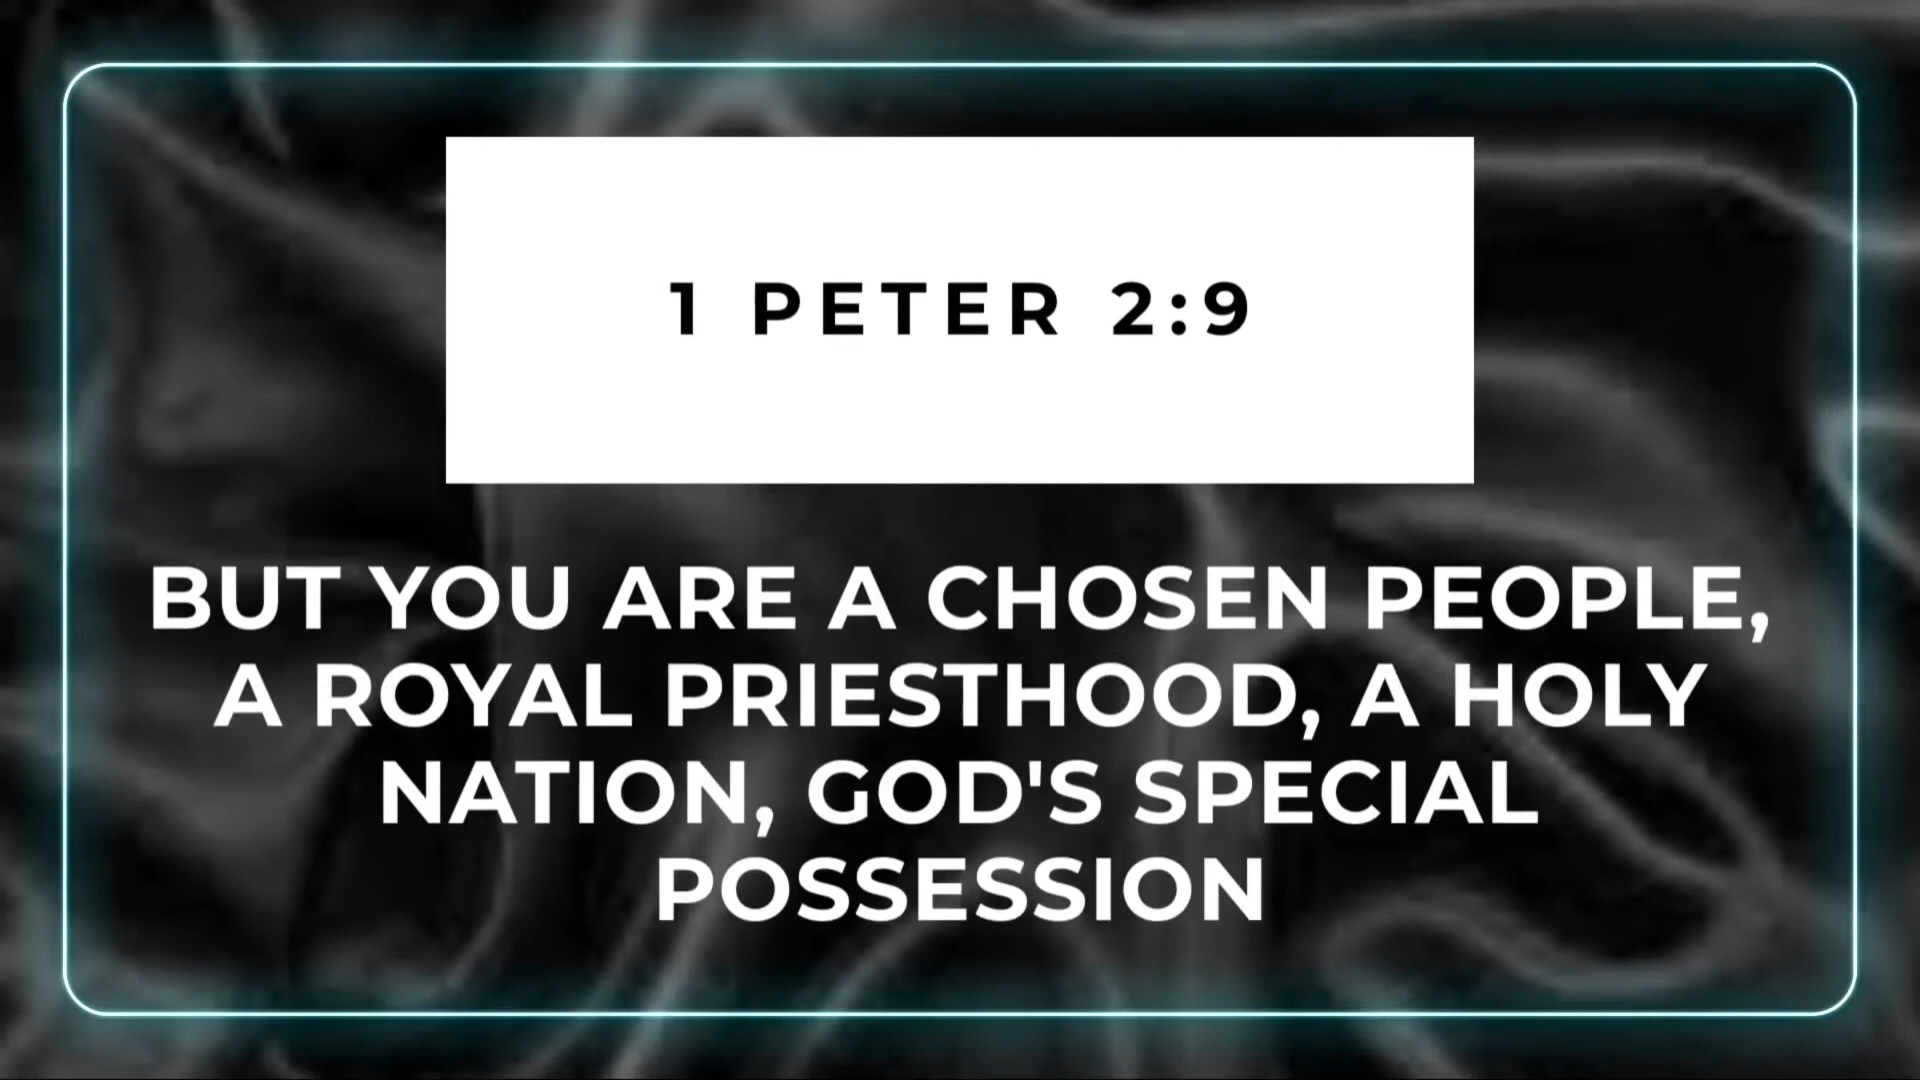 1 PETER 2:9
BUT YOU ARE A CHOSEN PEOPLE,
A ROYAL PRIESTHOOD, A HOLY
NATION, GOD'S SPECIAL
POSSESSION